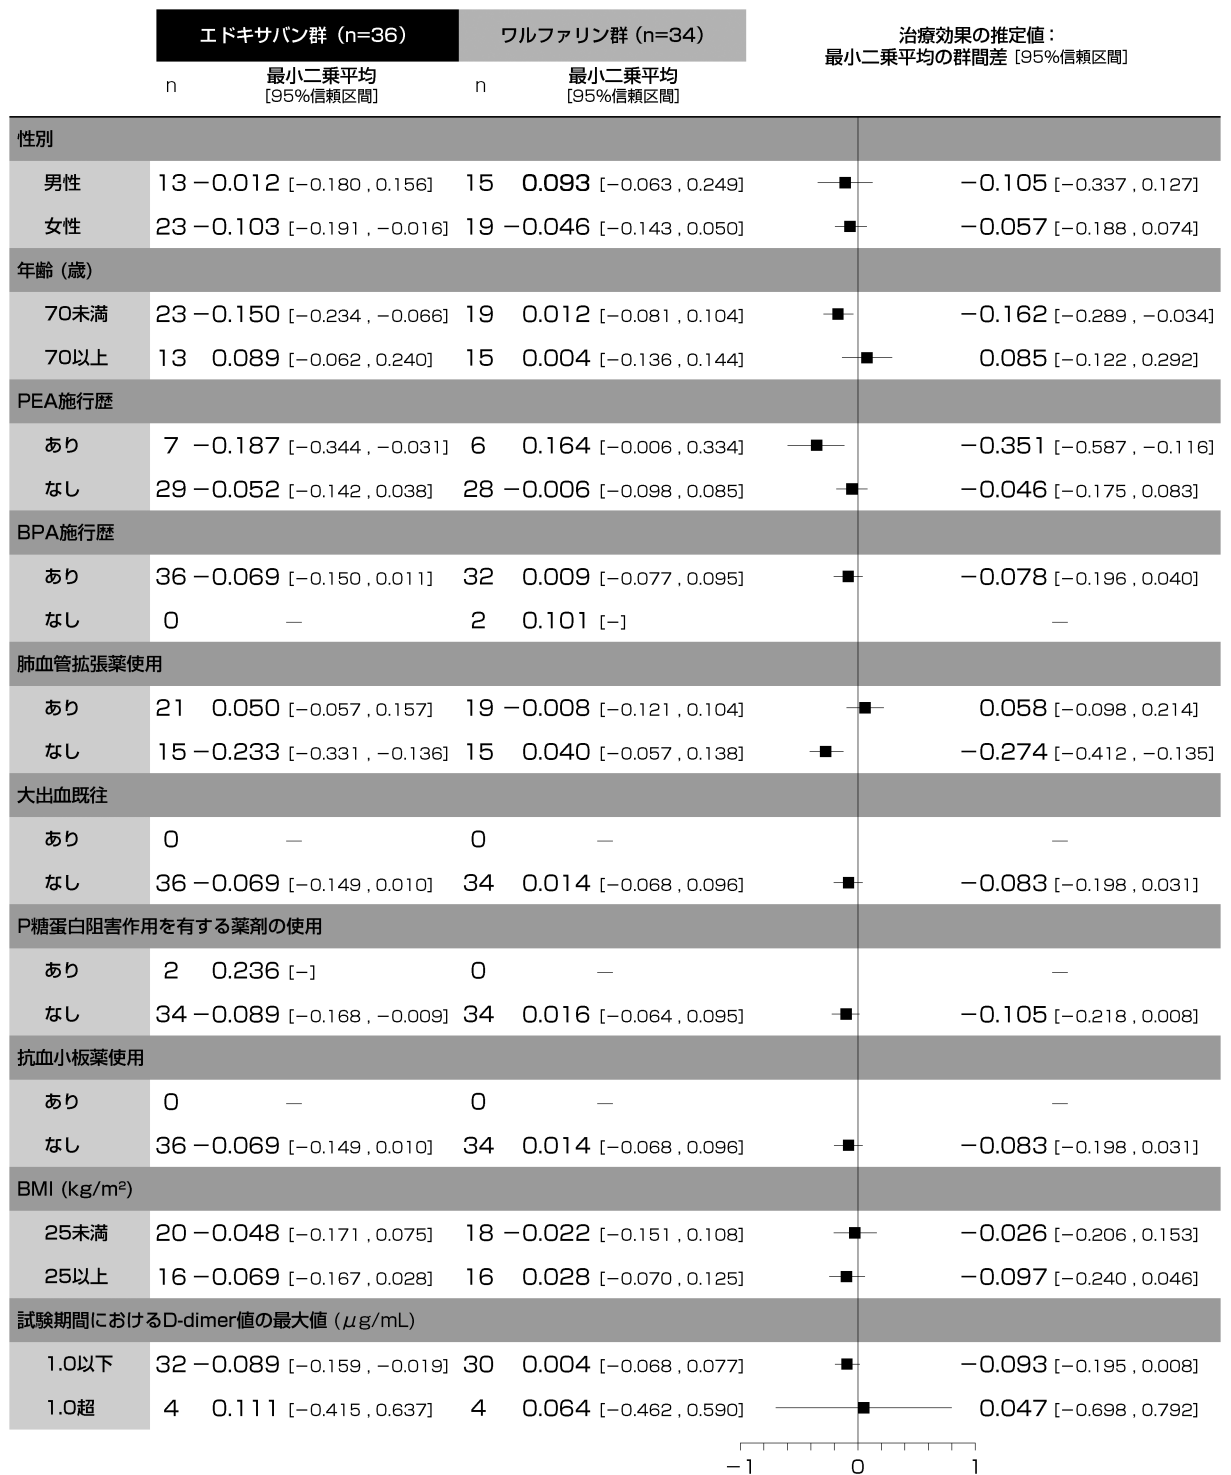 エドキサバン群（n=36） ワルファリン群（n=34） 治療効果の推定値：
最小二乗平均の群間差 [95%信頼区間]
n 最小二乗平均 n 最小二乗平均
[95%信頼区間] [95%信頼区間]
性別
男性 13 −0.012 [−0.180 , 0.156] 15 0.093 [−0.063 , 0.249] −0.105 [−0.337 , 0.127]
女性 23 −0.103 [−0.191 , −0.016] 19 −0.046 [−0.143 , 0.050] −0.057 [−0.188 , 0.074]
年齢（歳）
70未満 23 −0.150 [−0.234 , −0.066] 19 0.012 [−0.081 , 0.104] −0.162 [−0.289 , −0.034]
70以上 13 0.089 [−0.062 , 0.240] 15 0.004 [−0.136 , 0.144] 0.085 [−0.122 , 0.292]
PEA施行歴
あり 7 −0.187 [−0.344 , −0.031] 6 0.164 [−0.006 , 0.334] −0.351 [−0.587 , −0.116]
なし 29 −0.052 [−0.142 , 0.038] 28 −0.006 [−0.098 , 0.085] −0.046 [−0.175 , 0.083]
BPA施行歴
あり 36 −0.069 [−0.150 , 0.011] 32 0.009 [−0.077 , 0.095] −0.078 [−0.196 , 0.040]
なし 0 — 2 0.101 [−] —
肺血管拡張薬使用
あり 21 0.050 [−0.057 , 0.157] 19 −0.008 [−0.121 , 0.104] 0.058 [−0.098 , 0.214]
なし 15 −0.233 [−0.331 , −0.136] 15 0.040 [−0.057 , 0.138] −0.274 [−0.412 , −0.135]
大出血既往
あり 0 — 0 — —
なし 36 −0.069 [−0.149 , 0.010] 34 0.014 [−0.068 , 0.096] −0.083 [−0.198 , 0.031]
P糖蛋白阻害作用を有する薬剤の使用
あり 2 0.236 [−] 0 — —
なし 34 −0.089 [−0.168 , −0.009] 34 0.016 [−0.064 , 0.095] −0.105 [−0.218 , 0.008]
抗血小板薬使用
あり 0 — 0 — —
なし 36 −0.069 [−0.149 , 0.010] 34 0.014 [−0.068 , 0.096] −0.083 [−0.198 , 0.031]
BMI（kg/m²）
25未満 20 −0.048 [−0.171 , 0.075] 18 −0.022 [−0.151 , 0.108] −0.026 [−0.206 , 0.153]
25以上 16 −0.069 [−0.167 , 0.028] 16 0.028 [−0.070 , 0.125] −0.097 [−0.240 , 0.046]
試験期間におけるD-dimer値の最大値（μg/mL）
1.0以下 32 −0.089 [−0.159 , −0.019] 30 0.004 [−0.068 , 0.077] −0.093 [−0.195 , 0.008]
1.0超 4 0.111 [−0.415 , 0.637] 4 0.064 [−0.462 , 0.590] 0.047 [−0.698 , 0.792]
−1 0 1